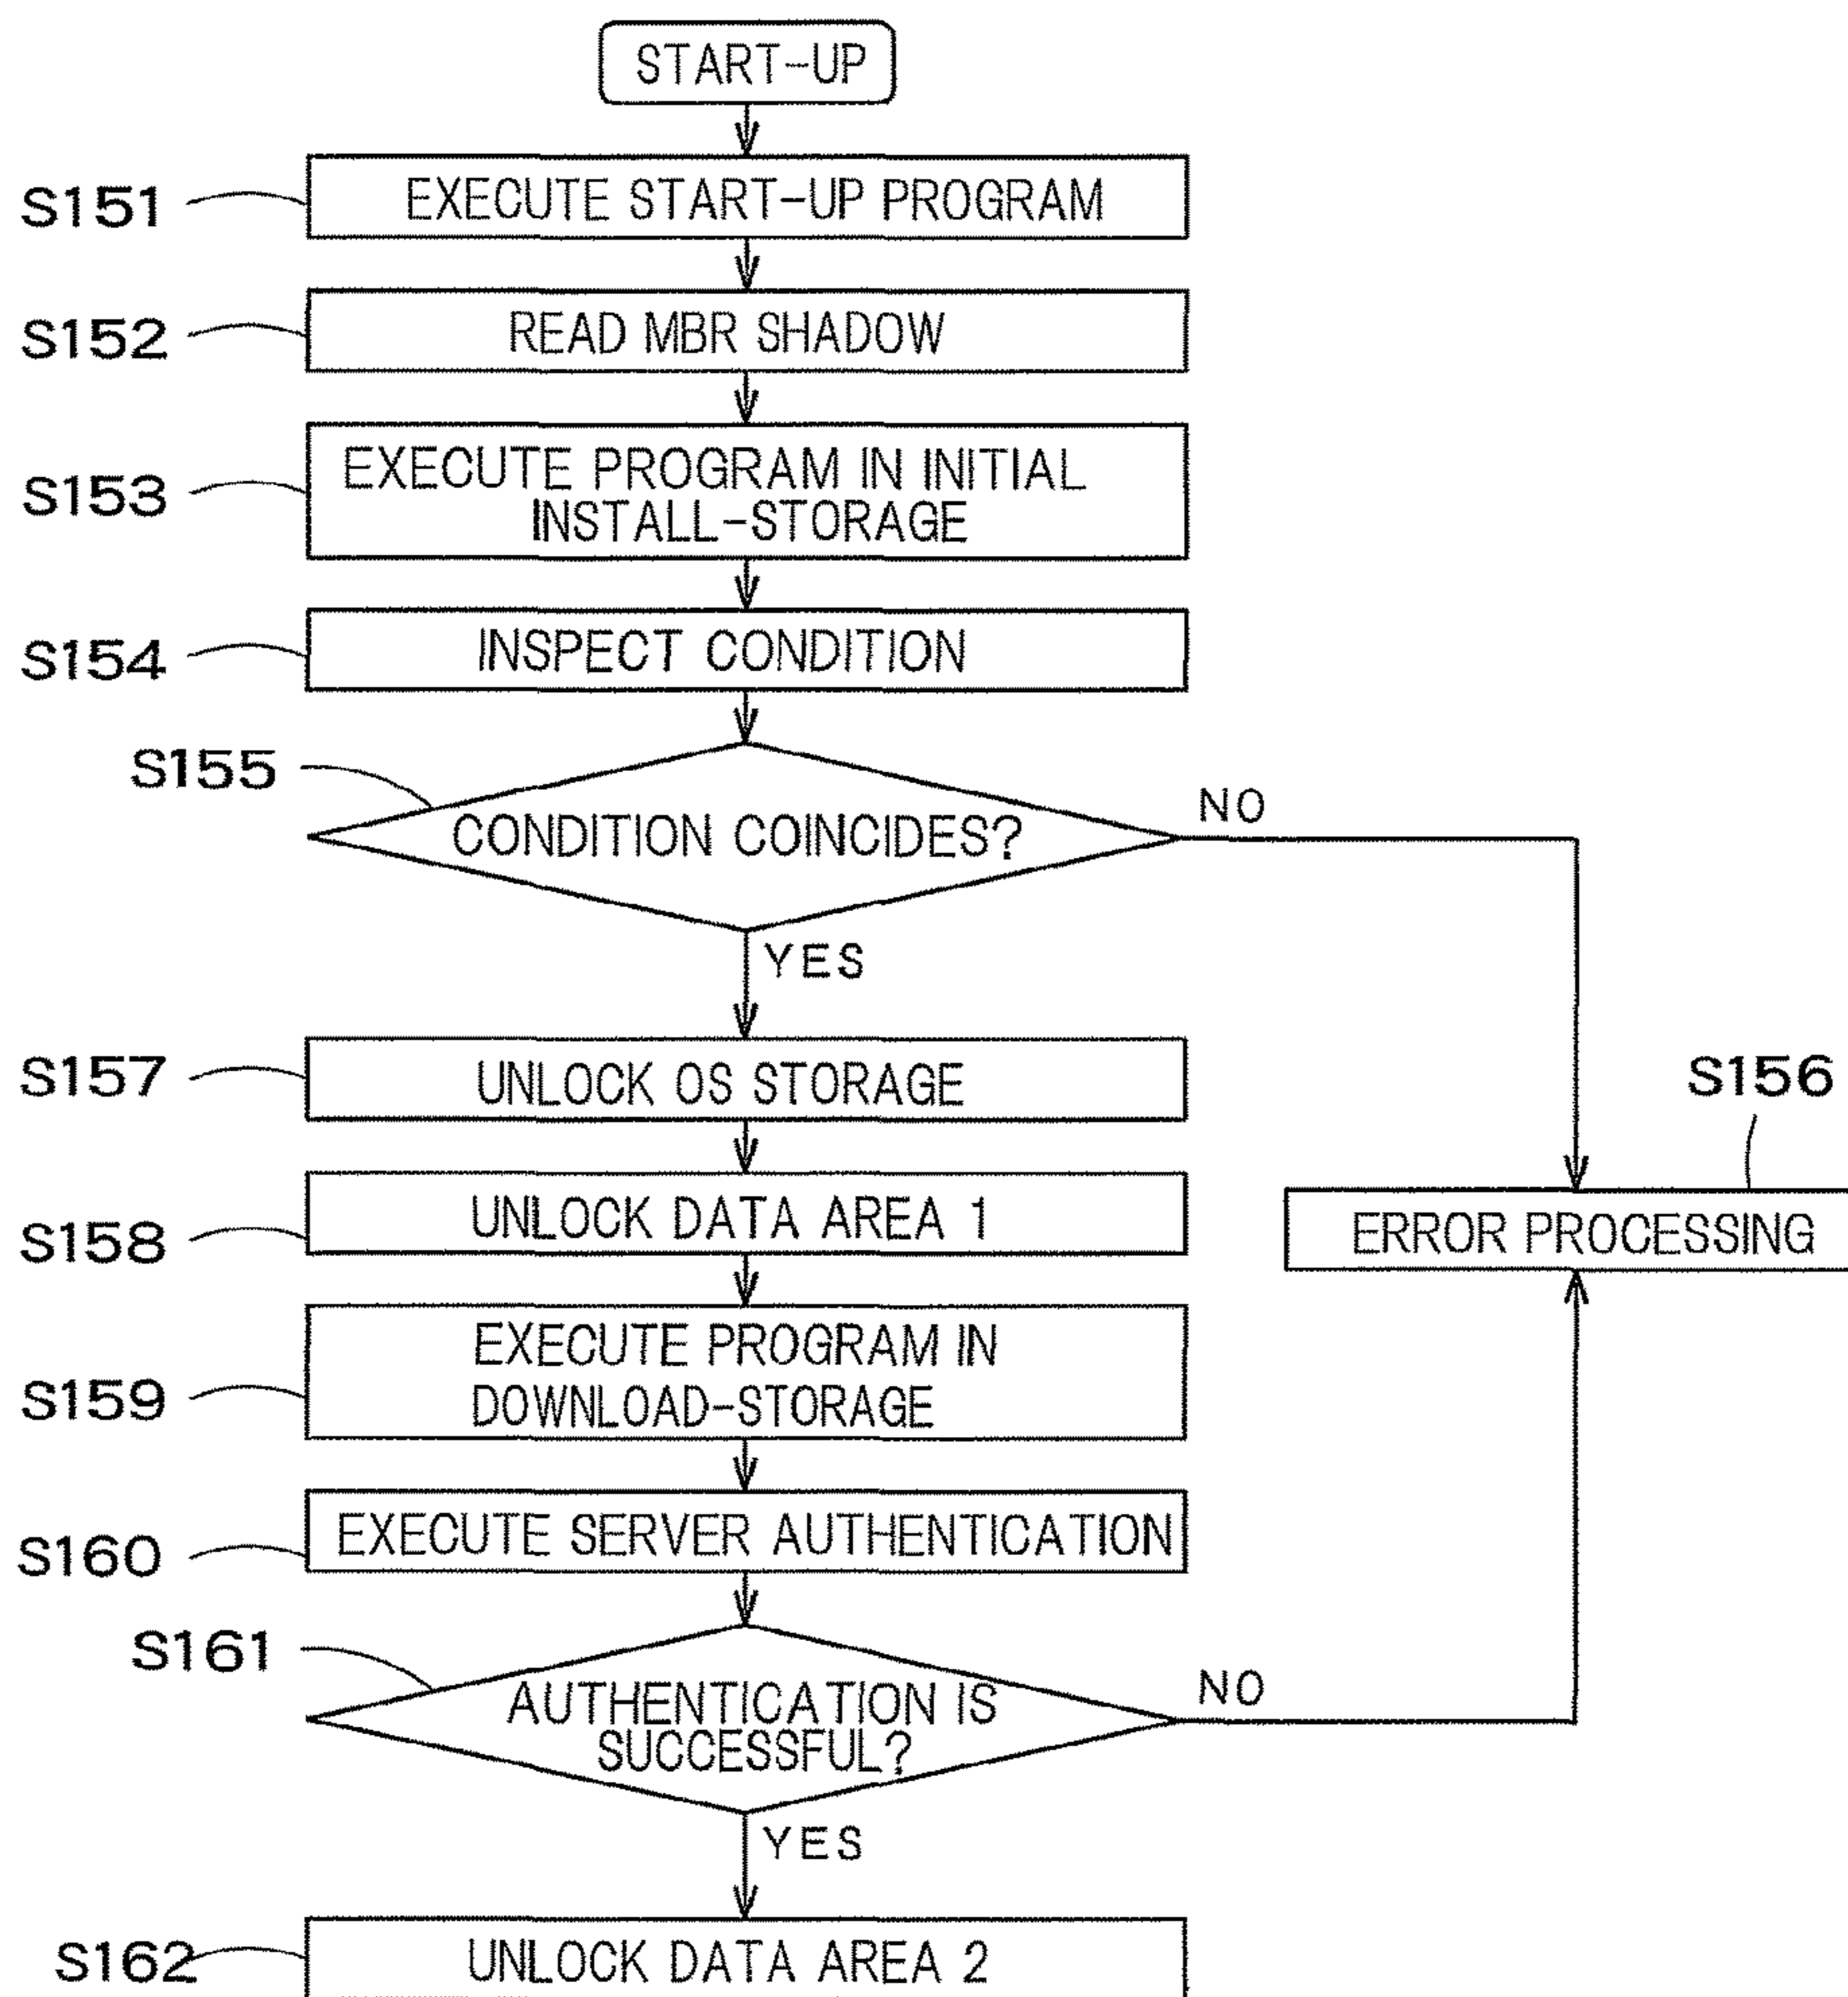 START-UP
S151
EXECUTE START-UP PROGRAM
S152
READ MBR SHADOW
S153
EXECUTE PROGRAM IN INITIAL
INSTALL-STORAGE
S154
INSPECT CONDITION
S155
CONDITION COINCIDES?
NO
YES
S157
UNLOCK OS STORAGE
S156
ERROR PROCESSING
S158
UNLOCK DATA AREA 1
S159
EXECUTE PROGRAM IN
DOWNLOAD-STORAGE
S160
EXECUTE SERVER AUTHENTICATION
S161
AUTHENTICATION IS
SUCCESSFUL?
NO
YES
S162
UNLOCK DATA AREA 2